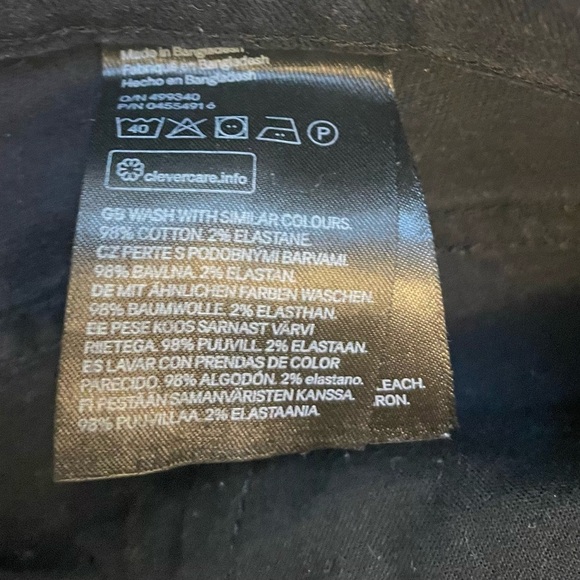 Made in Bangladesh
Fabriqué en Bangladesh
Hecho en Bangladesh
O/N 499340
P/N 0455491 6
40 P
clevercare.info
GB WASH WITH SIMILAR COLOURS.
98% COTTON. 2% ELASTANE.
CZ PERTE S PODOBNÝMI BARVAMI.
98% BAVLNA. 2% ELASTAN.
DE MIT ÄHNLICHEN FARBEN WASCHEN.
98% BAUMWOLLE. 2% ELASTHAN.
EE PESE KOOS SARNAST VÄRVI
RIIETEGA. 98% PUUVILL. 2% ELASTAAN.
ES LAVAR CON PRENDAS DE COLOR
PARECIDO. 98% ALGODÓN. 2% elastano.
FI PESTÄÄN SAMANVÄRISTEN KANSSA.
98% PUUVILLAA. 2% ELASTAANIA.
LEACH.
RON.